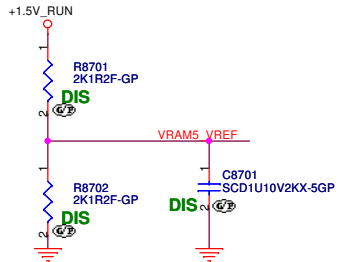 +1.5V_RUN
1
R8701
2K1R2F-GP
DIS
G/P
2
VRAM5_VREF
1
R8702
2K1R2F-GP
DIS
G/P
2
1
C8701
SCD1U10V2KX-5GP
DIS
2
G/P